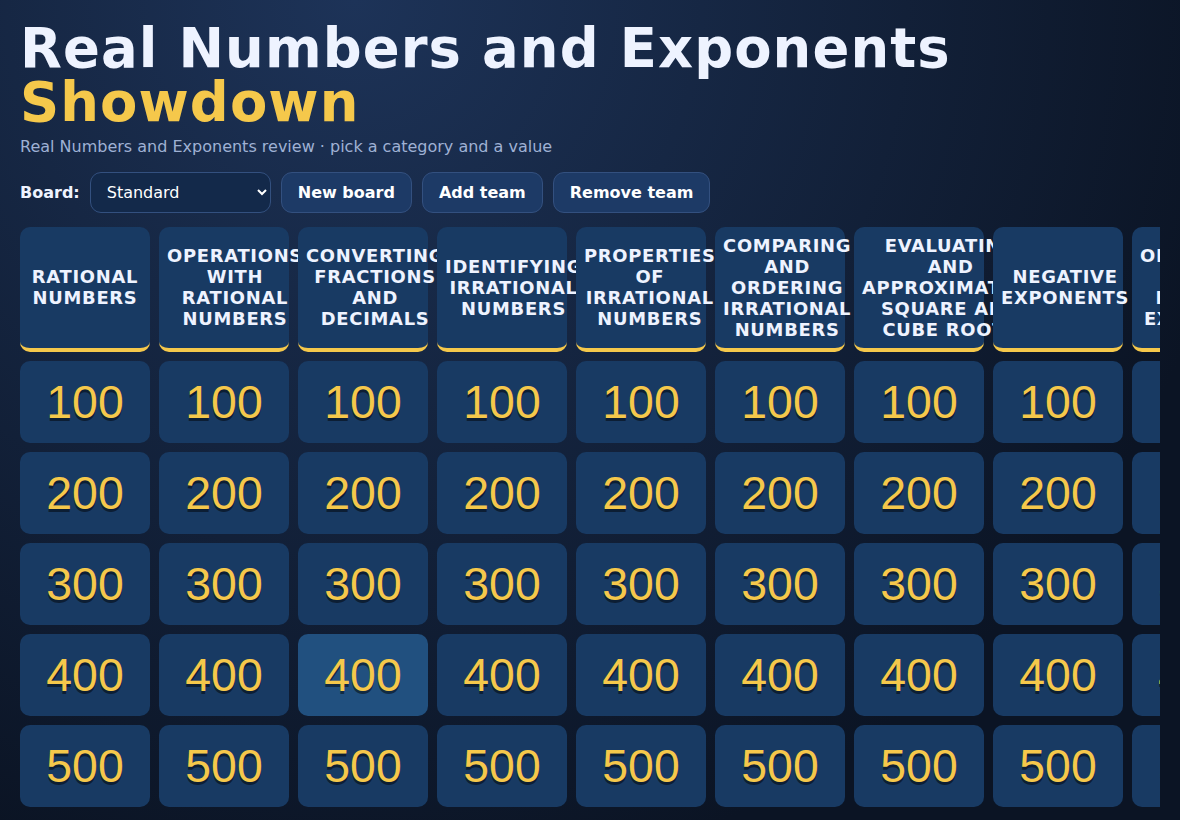 Real Numbers and Exponents
Showdown
Real Numbers and Exponents review · pick a category and a value
Board: Standard New board Add team Remove team
RATIONAL
NUMBERS
OPERATIONS
WITH
RATIONAL
NUMBERS
CONVERTING
FRACTIONS
AND
DECIMALS
IDENTIFYING
IRRATIONAL
NUMBERS
PROPERTIES
OF
IRRATIONAL
NUMBERS
COMPARING
AND
ORDERING
IRRATIONAL
NUMBERS
AND
SQUARE
CUBE
NEGATIVE
EXPONENTS
100 100 100 100 100 100 100 100
200 200 200 200 200 200 200 200
300 300 300 300 300 300 300 300
400 400 400 400 400 400 400 400
500 500 500 500 500 500 500 500